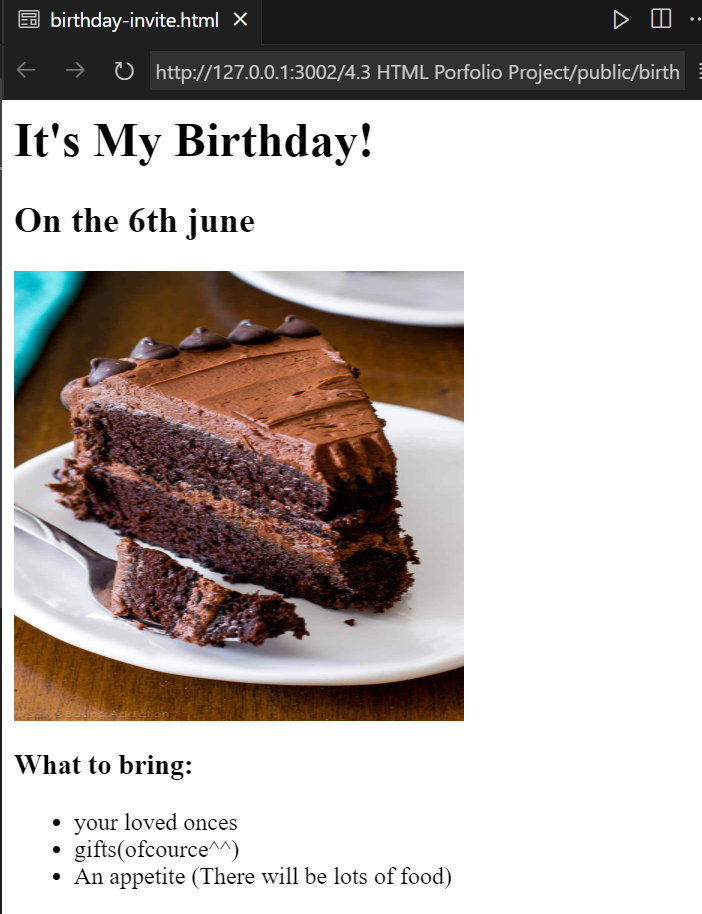 birthday-invite.html
http://127.0.0.1:3002/4.3 HTML Porfolio Project/public/birth
It's My Birthday!
On the 6th june
Baking Addiction
What to bring:
your loved onces
gifts(ofcource^^)
An appetite (There will be lots of food)